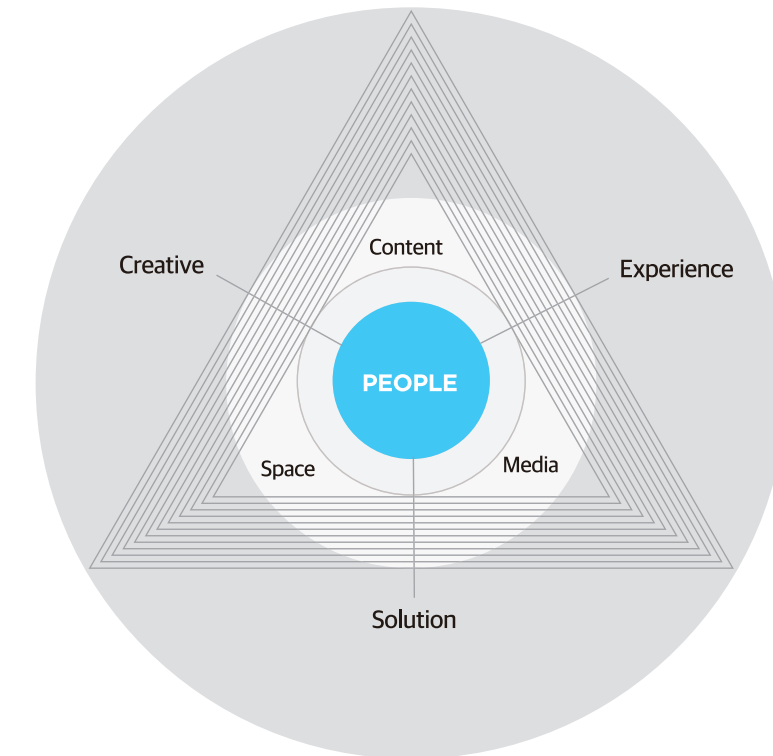 Content
Creative
Experience
PEOPLE
Space
Media
Solution